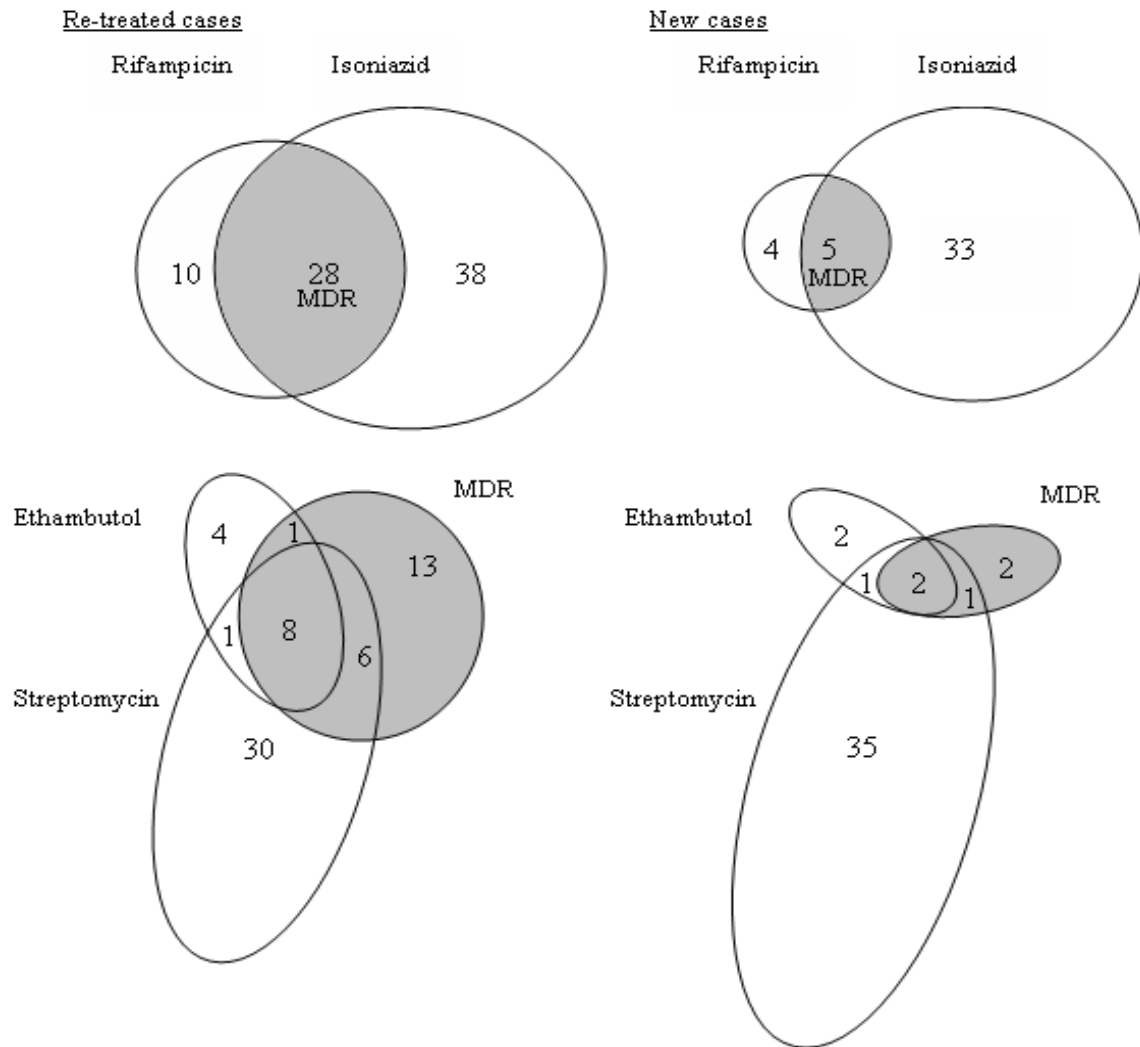 Re-treated cases
New cases
Rifampicin
Isoniazid
Rifampicin
Isoniazid
10
28
MDR
38
4
5
MDR
33
MDR
MDR
Ethambutol
4
1
13
Ethambutol
2
1
2
1
2
1
8
6
Streptomycin
30
Streptomycin
35